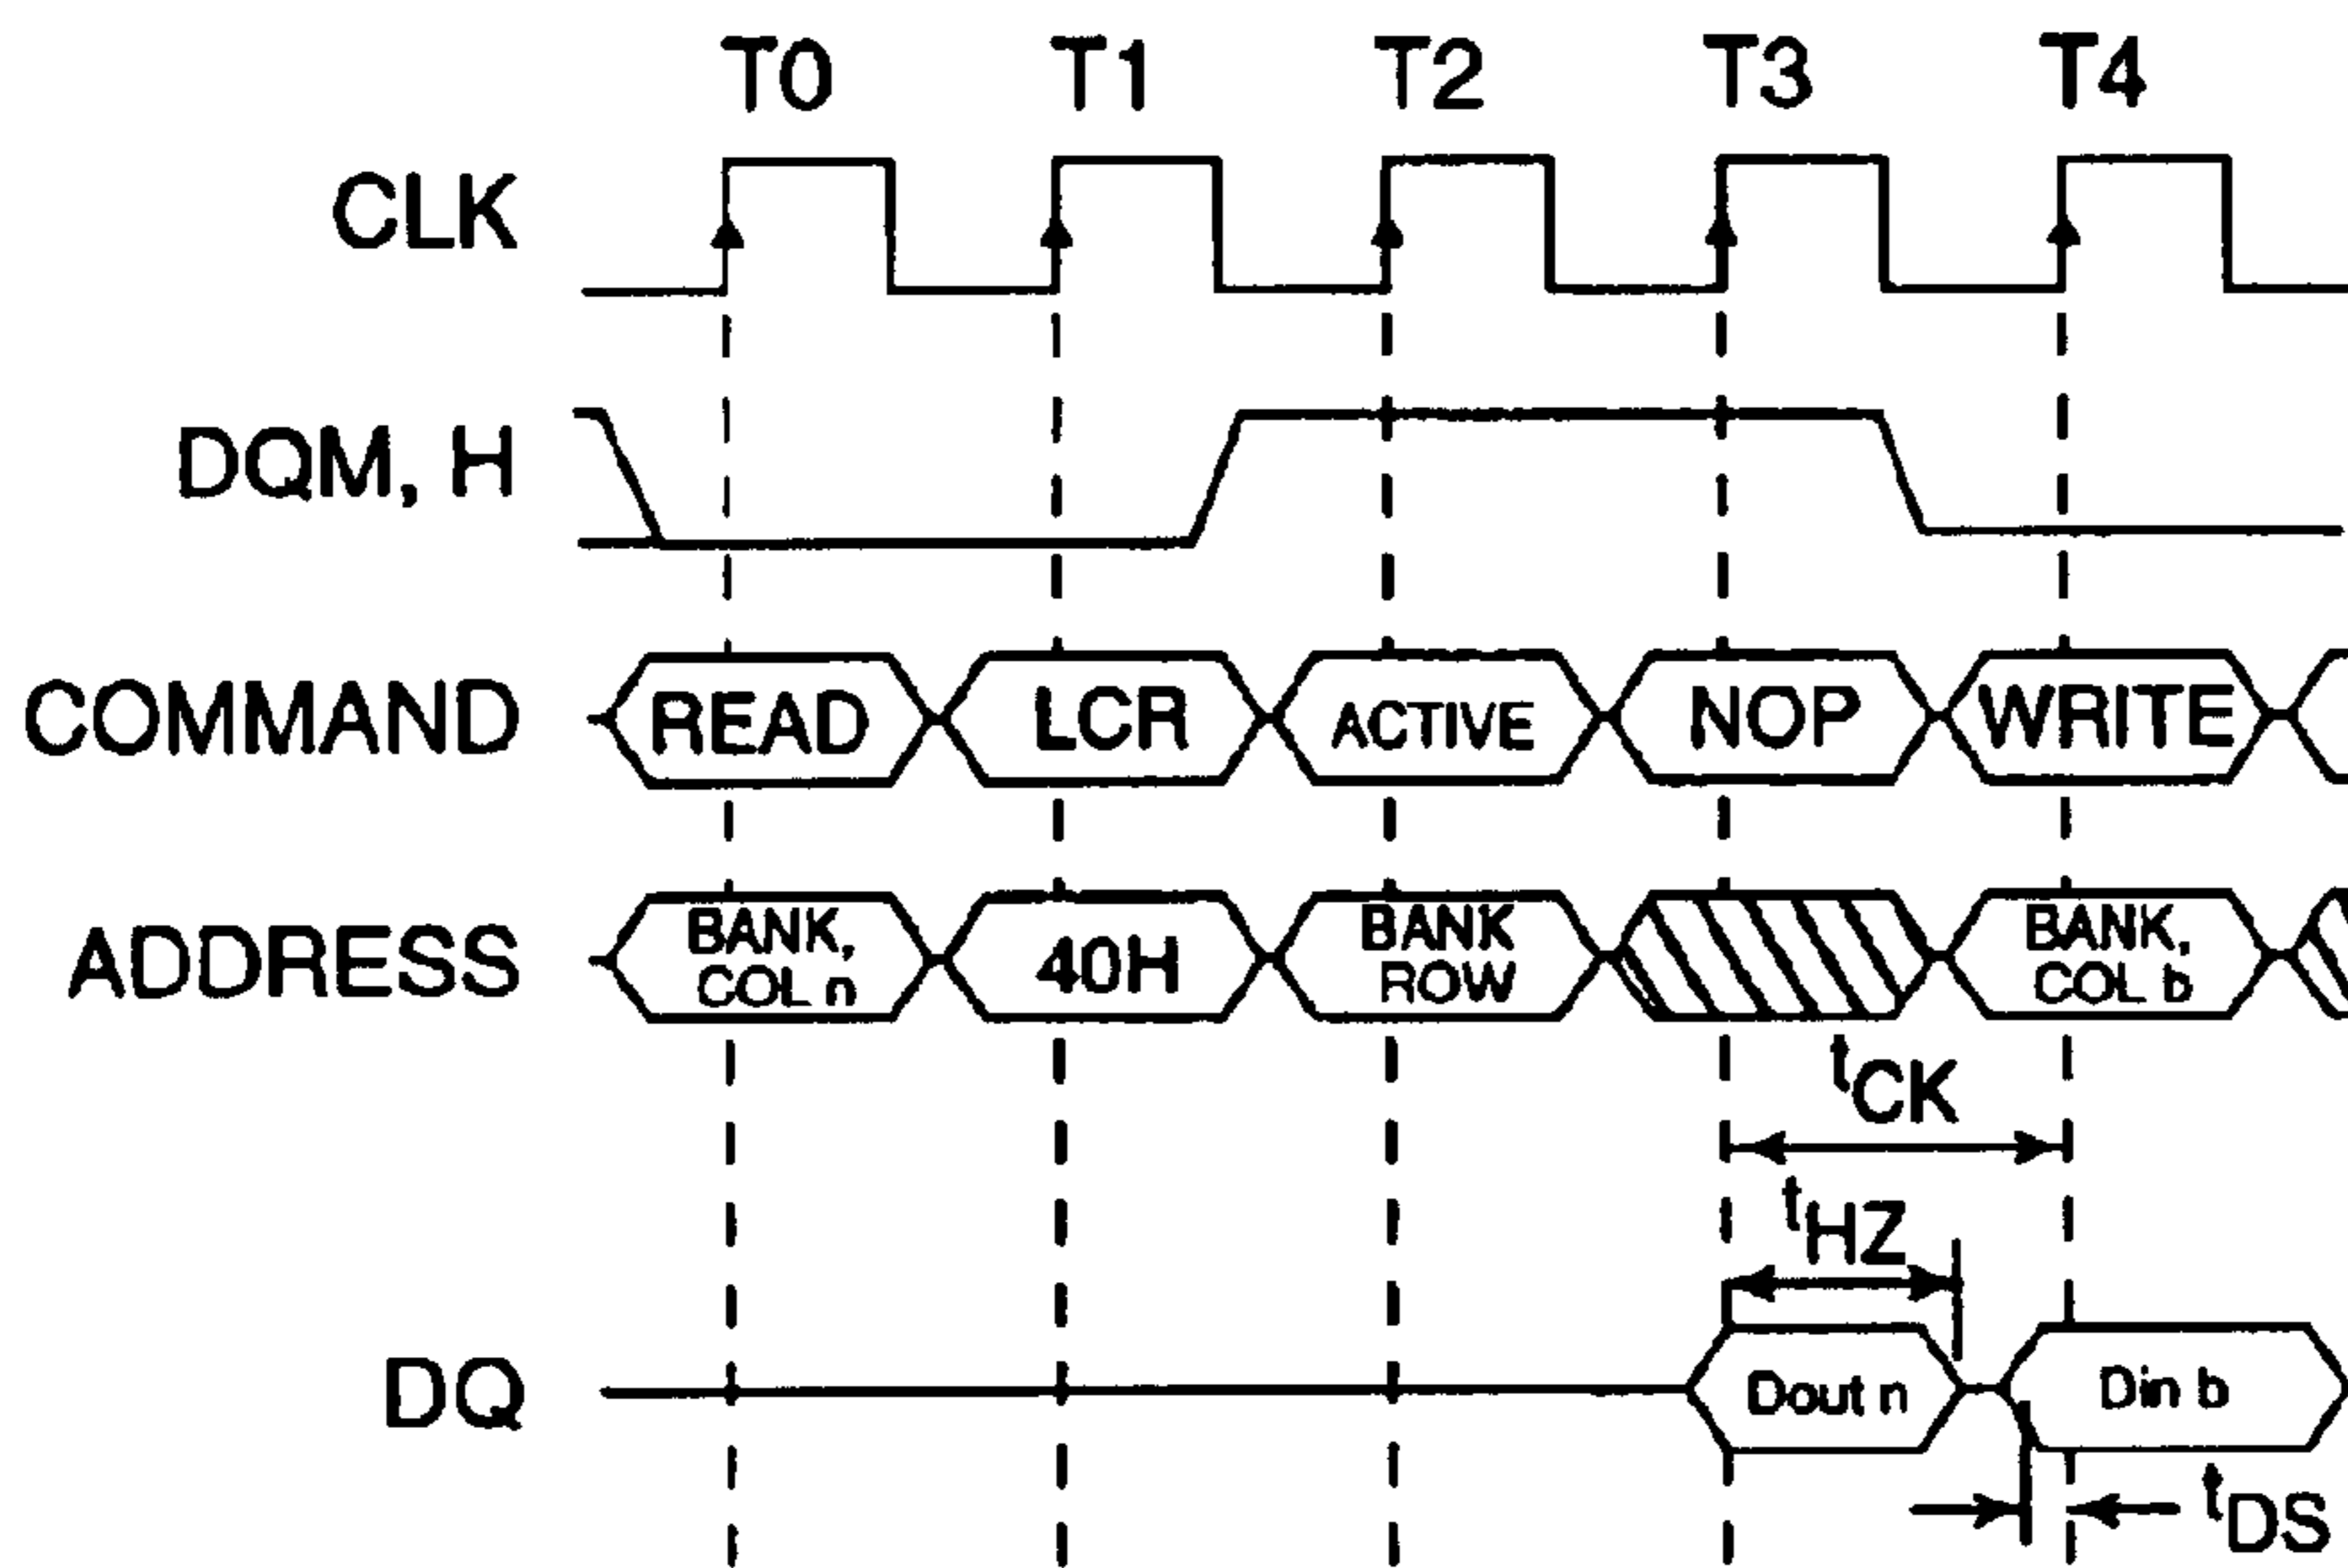 T0 T1 T2 T3 T4
CLK
DQM, H
COMMAND READ LCR ACTIVE NOP WRITE
ADDRESS BANK, COL n 40H BANK ROW BANK, COL b
tCK
tHZ
DQ Dout n Din b
tDS